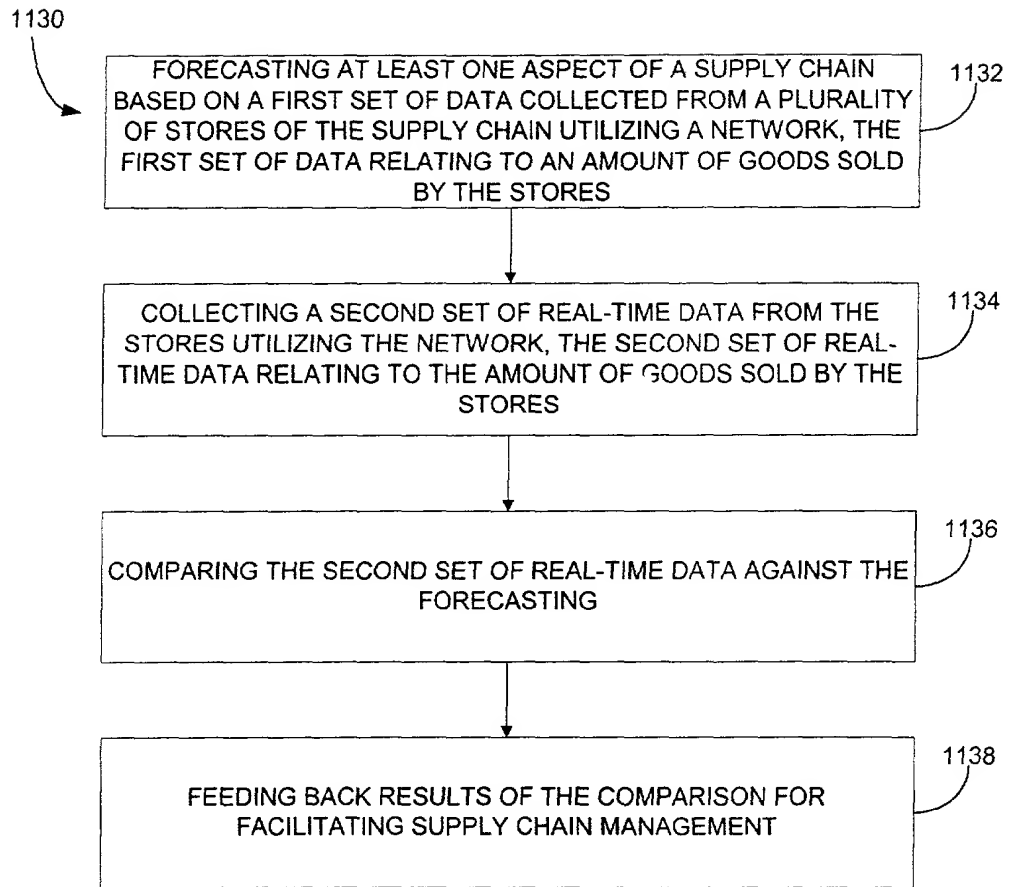 1130
FORECASTING AT LEAST ONE ASPECT OF A SUPPLY CHAIN
BASED ON A FIRST SET OF DATA COLLECTED FROM A PLURALITY
OF STORES OF THE SUPPLY CHAIN UTILIZING A NETWORK, THE
FIRST SET OF DATA RELATING TO AN AMOUNT OF GOODS SOLD
BY THE STORES
1132
COLLECTING A SECOND SET OF REAL-TIME DATA FROM THE
STORES UTILIZING THE NETWORK, THE SECOND SET OF REAL-
TIME DATA RELATING TO THE AMOUNT OF GOODS SOLD BY THE
STORES
1134
COMPARING THE SECOND SET OF REAL-TIME DATA AGAINST THE
FORECASTING
1136
FEEDING BACK RESULTS OF THE COMPARISON FOR
FACILITATING SUPPLY CHAIN MANAGEMENT
1138